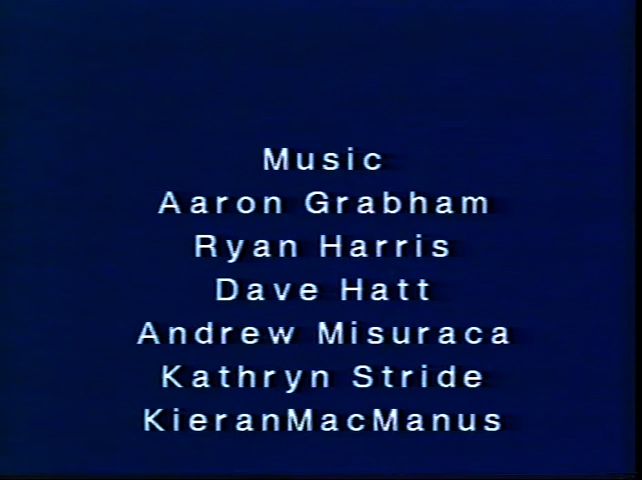 Music
Aaron Grabham
Ryan Harris
Dave Hatt
Andrew Misuraca
Kathryn Stride
KieranMacManus